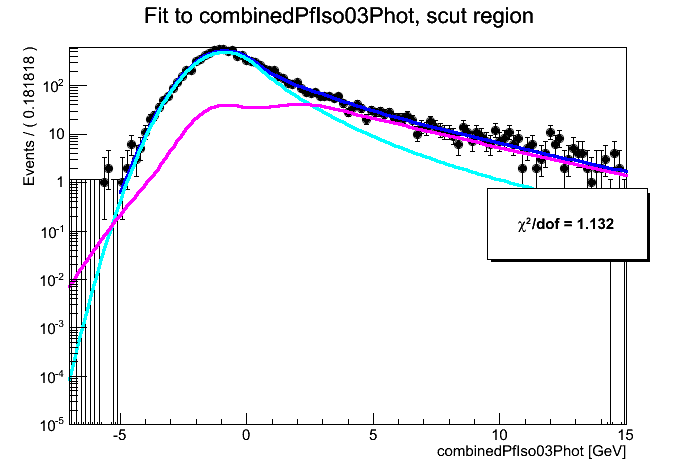 Fit to combinedPfIso03Phot, scut region
Events / ( 0.181818 )
10²
10
1
10⁻¹
10⁻²
10⁻³
10⁻⁴
10⁻⁵
χ²/dof = 1.132
-5 0 5 10 15
combinedPfIso03Phot [GeV]